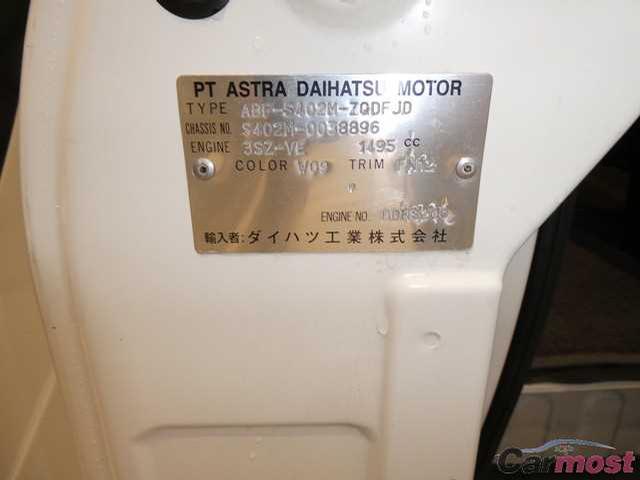 PT ASTRA DAIHATSU MOTOR
TYPE ABF-S402M-ZQDFJD
CHASSIS NO. S402M-0038896
ENGINE 3SZ-VE 1495 cc
COLOR W09 TRIM
ENGINE NO.
輸入者:ダイハツ工業株式会社
Carmost